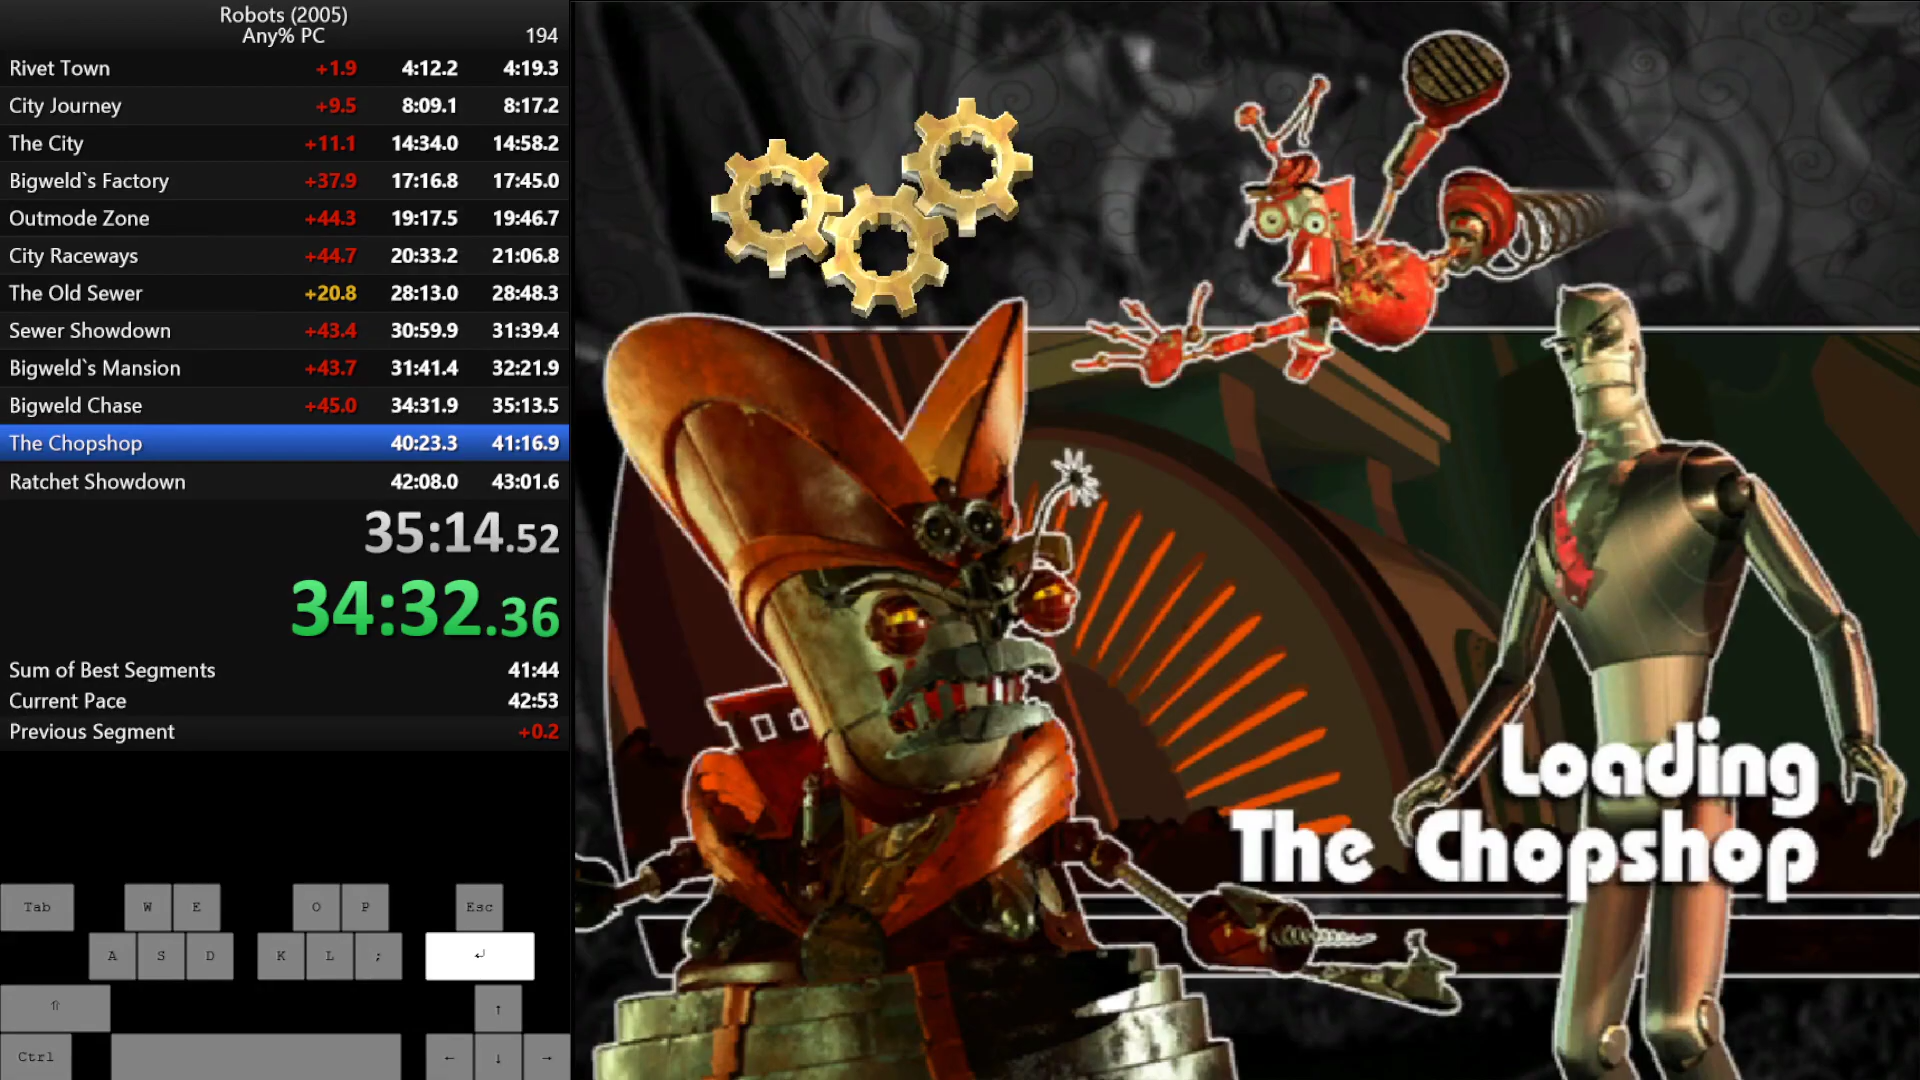 Robots (2005)
Any% PC 194
Rivet Town +1.9 4:12.2 4:19.3
City Journey +9.5 8:09.1 8:17.2
The City +11.1 14:34.0 14:58.2
Bigweld`s Factory +37.9 17:16.8 17:45.0
Outmode Zone +44.3 19:17.5 19:46.7
City Raceways +44.7 20:33.2 21:06.8
The Old Sewer +20.8 28:13.0 28:48.3
Sewer Showdown +43.4 30:59.9 31:39.4
Bigweld`s Mansion +43.7 31:41.4 32:21.9
Bigweld Chase +45.0 34:31.9 35:13.5
The Chopshop 40:23.3 41:16.9
Ratchet Showdown 42:08.0 43:01.6
35:14.52
34:32.36
Sum of Best Segments 41:44
Current Pace 42:53
Previous Segment +0.2
Tab W E O P Esc
A S D K L ; ↵
⇑ ↑
Ctrl ← ↓ →
Loading
The Chopshop